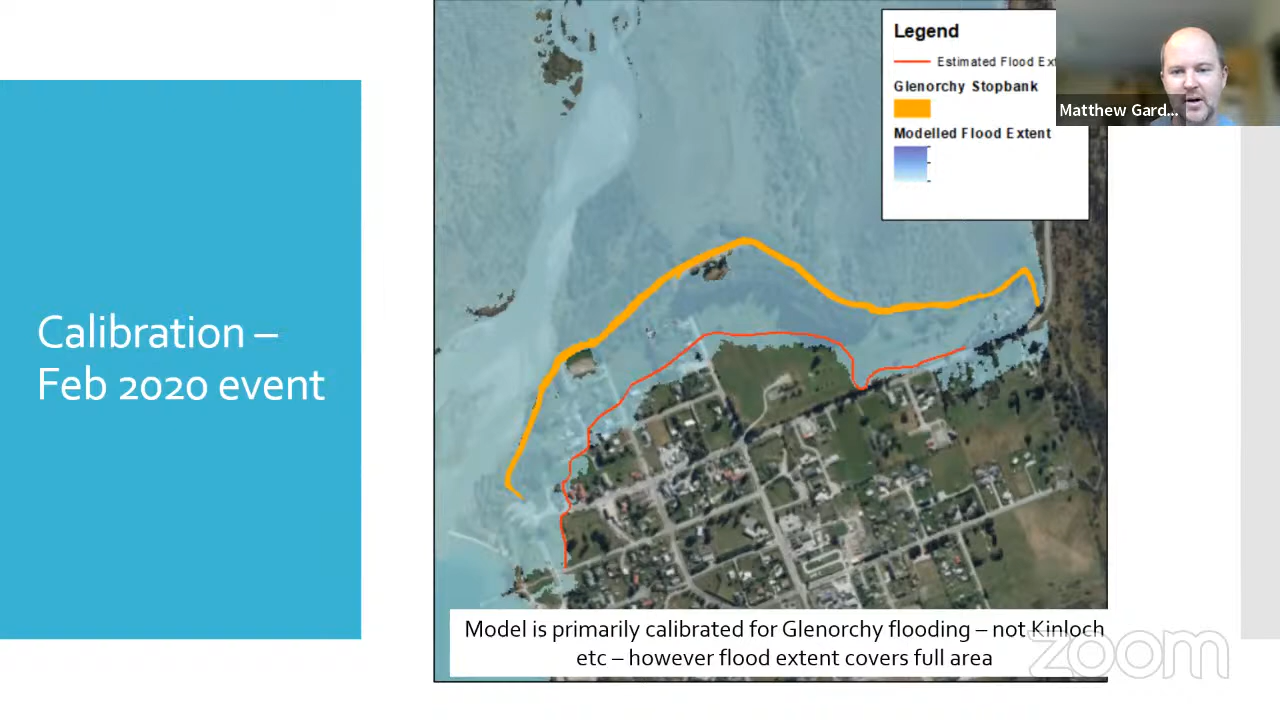 Calibration –
Feb 2020 event
Legend
Estimated Flood Ex
Glenorchy Stopbank
Modelled Flood Extent
Matthew Gard...
Model is primarily calibrated for Glenorchy flooding – not Kinloch
etc – however flood extent covers full area
zoom